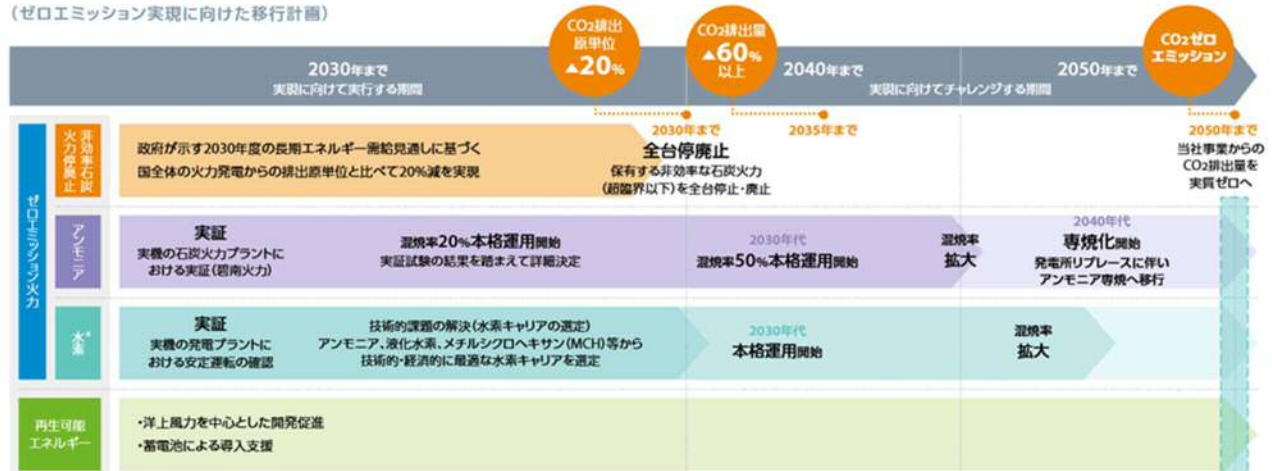 (ゼロエミッション実現に向けた移行計画)
CO2排出
原単位
▲20%
CO2排出量
▲60%
以上
CO2ゼロ
エミッション
2030年まで
実現に向けて実行する期間
2040年まで
2050年まで
実現に向けてチャレンジする期間
2030年まで
2035年まで
2050年まで
当社事業からの
CO2排出量を
実質ゼロへ
ゼロエミッション火力
非効率石炭
火力停廃止
政府が示す2030年度の長期エネルギー需給見通しに基づく
国全体の火力発電からの排出原単位と比べて20%減を実現
全台停廃止
保有する非効率な石炭火力
(超臨界以下)を全台停止・廃止
アンモニア
実証
実機の石炭火力プラントに
おける実証(碧南火力)
混焼率20%本格運用開始
実証試験の結果を踏まえて詳細決定
2030年代
混焼率50%本格運用開始
混焼率
拡大
2040年代
専焼化開始
発電所リプレースに伴い
アンモニア専焼へ移行
水素*
実証
実機の発電プラントに
おける安定運転の確認
技術的課題の解決(水素キャリアの選定)
アンモニア、液化水素、メチルシクロヘキサン(MCH)等から
技術的・経済的に最適な水素キャリアを選定
2030年代
本格運用開始
混焼率
拡大
再生可能
エネルギー
・洋上風力を中心とした開発促進
・蓄電池による導入支援